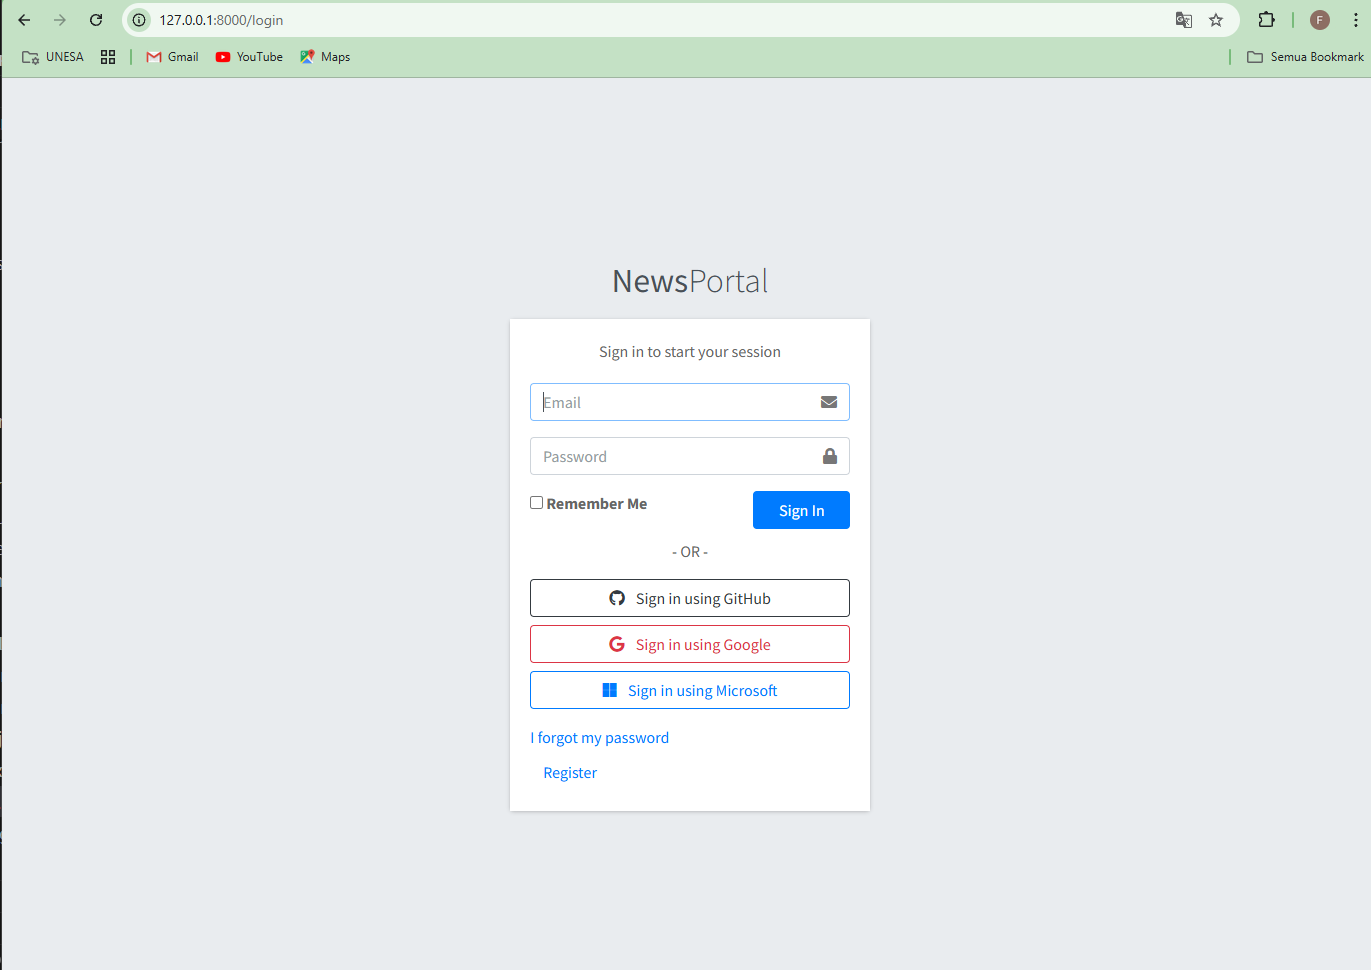 127.0.0.1:8000/login
F
UNESA
Gmail
YouTube
Maps
Semua Bookmark
NewsPortal
Sign in to start your session
Email
Password
Remember Me
Sign In
- OR -
Sign in using GitHub
Sign in using Google
Sign in using Microsoft
I forgot my password
Register